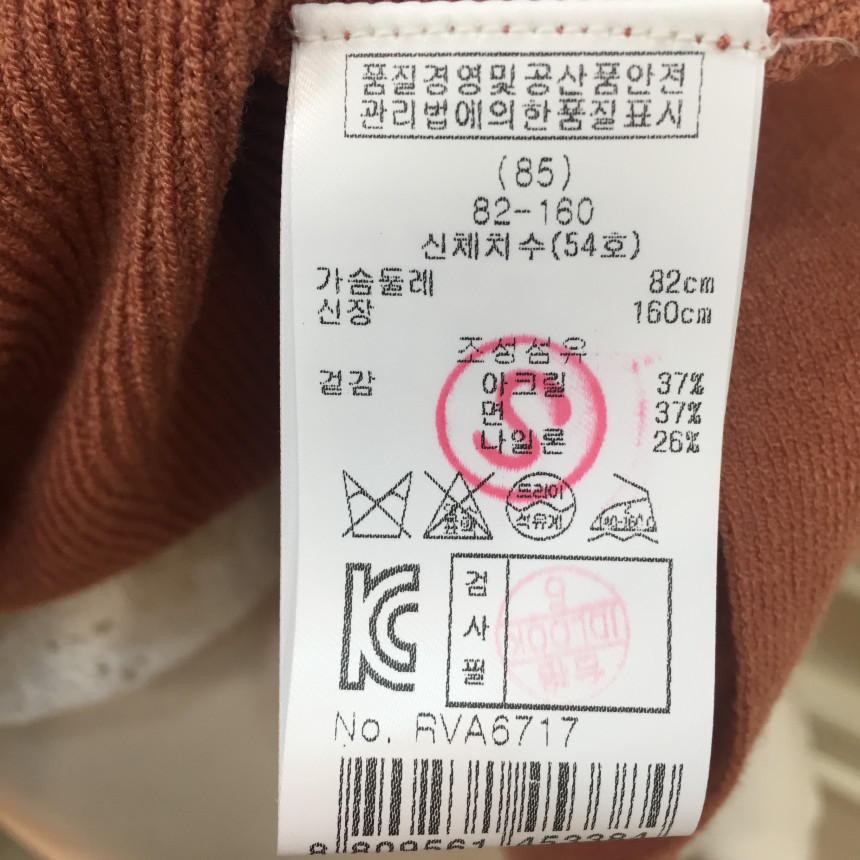 품질경영및공산품안전
관리법에의한품질표시
(85)
82-160
신체치수(54호)
가슴둘레 82cm
신장 160cm
조성섬유
겉감 아크릴 37%
면 37%
나일론 26%
드라이
석유계
KC
검사필
No. RVA6717
8 809561